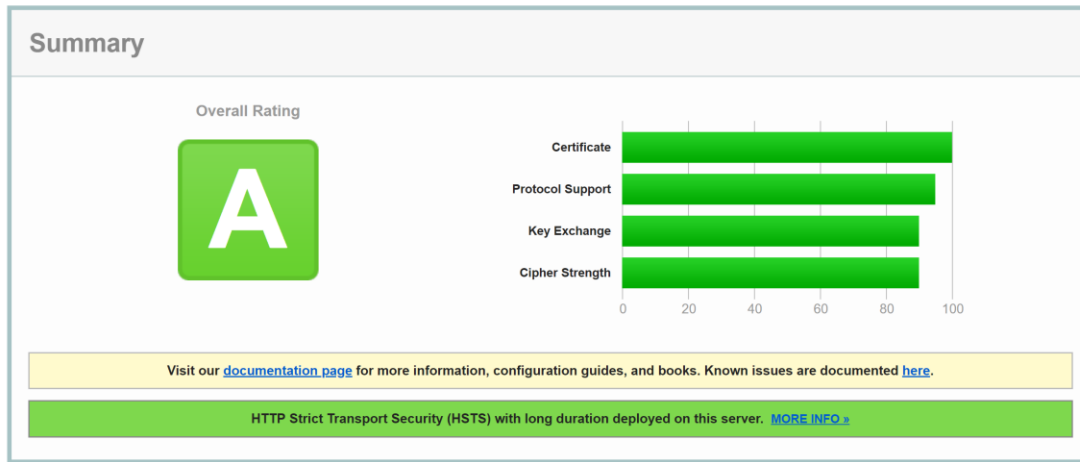 Summary
Overall Rating
A
Certificate
Protocol Support
Key Exchange
Cipher Strength
0 20 40 60 80 100
Visit our documentation page for more information, configuration guides, and books. Known issues are documented here.
HTTP Strict Transport Security (HSTS) with long duration deployed on this server. MORE INFO »